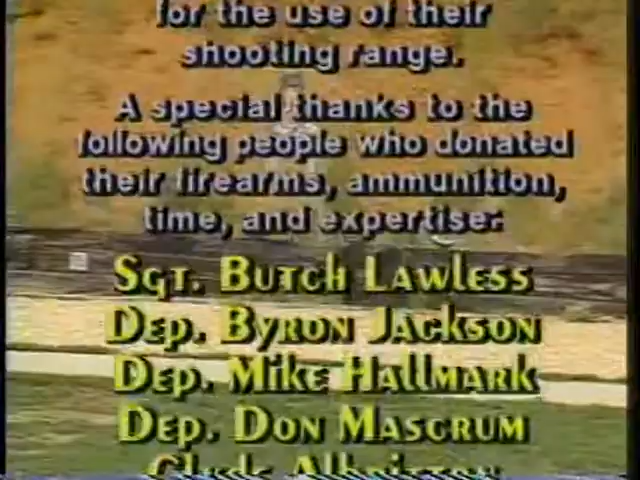 for the use of their
shooting range.
A special thanks to the
following people who donated
their firearms, ammunition,
time, and expertise:
Sgt. Butch Lawless
Dep. Byron Jackson
Dep. Mike Hallmark
Dep. Don Mascrum
Clyde